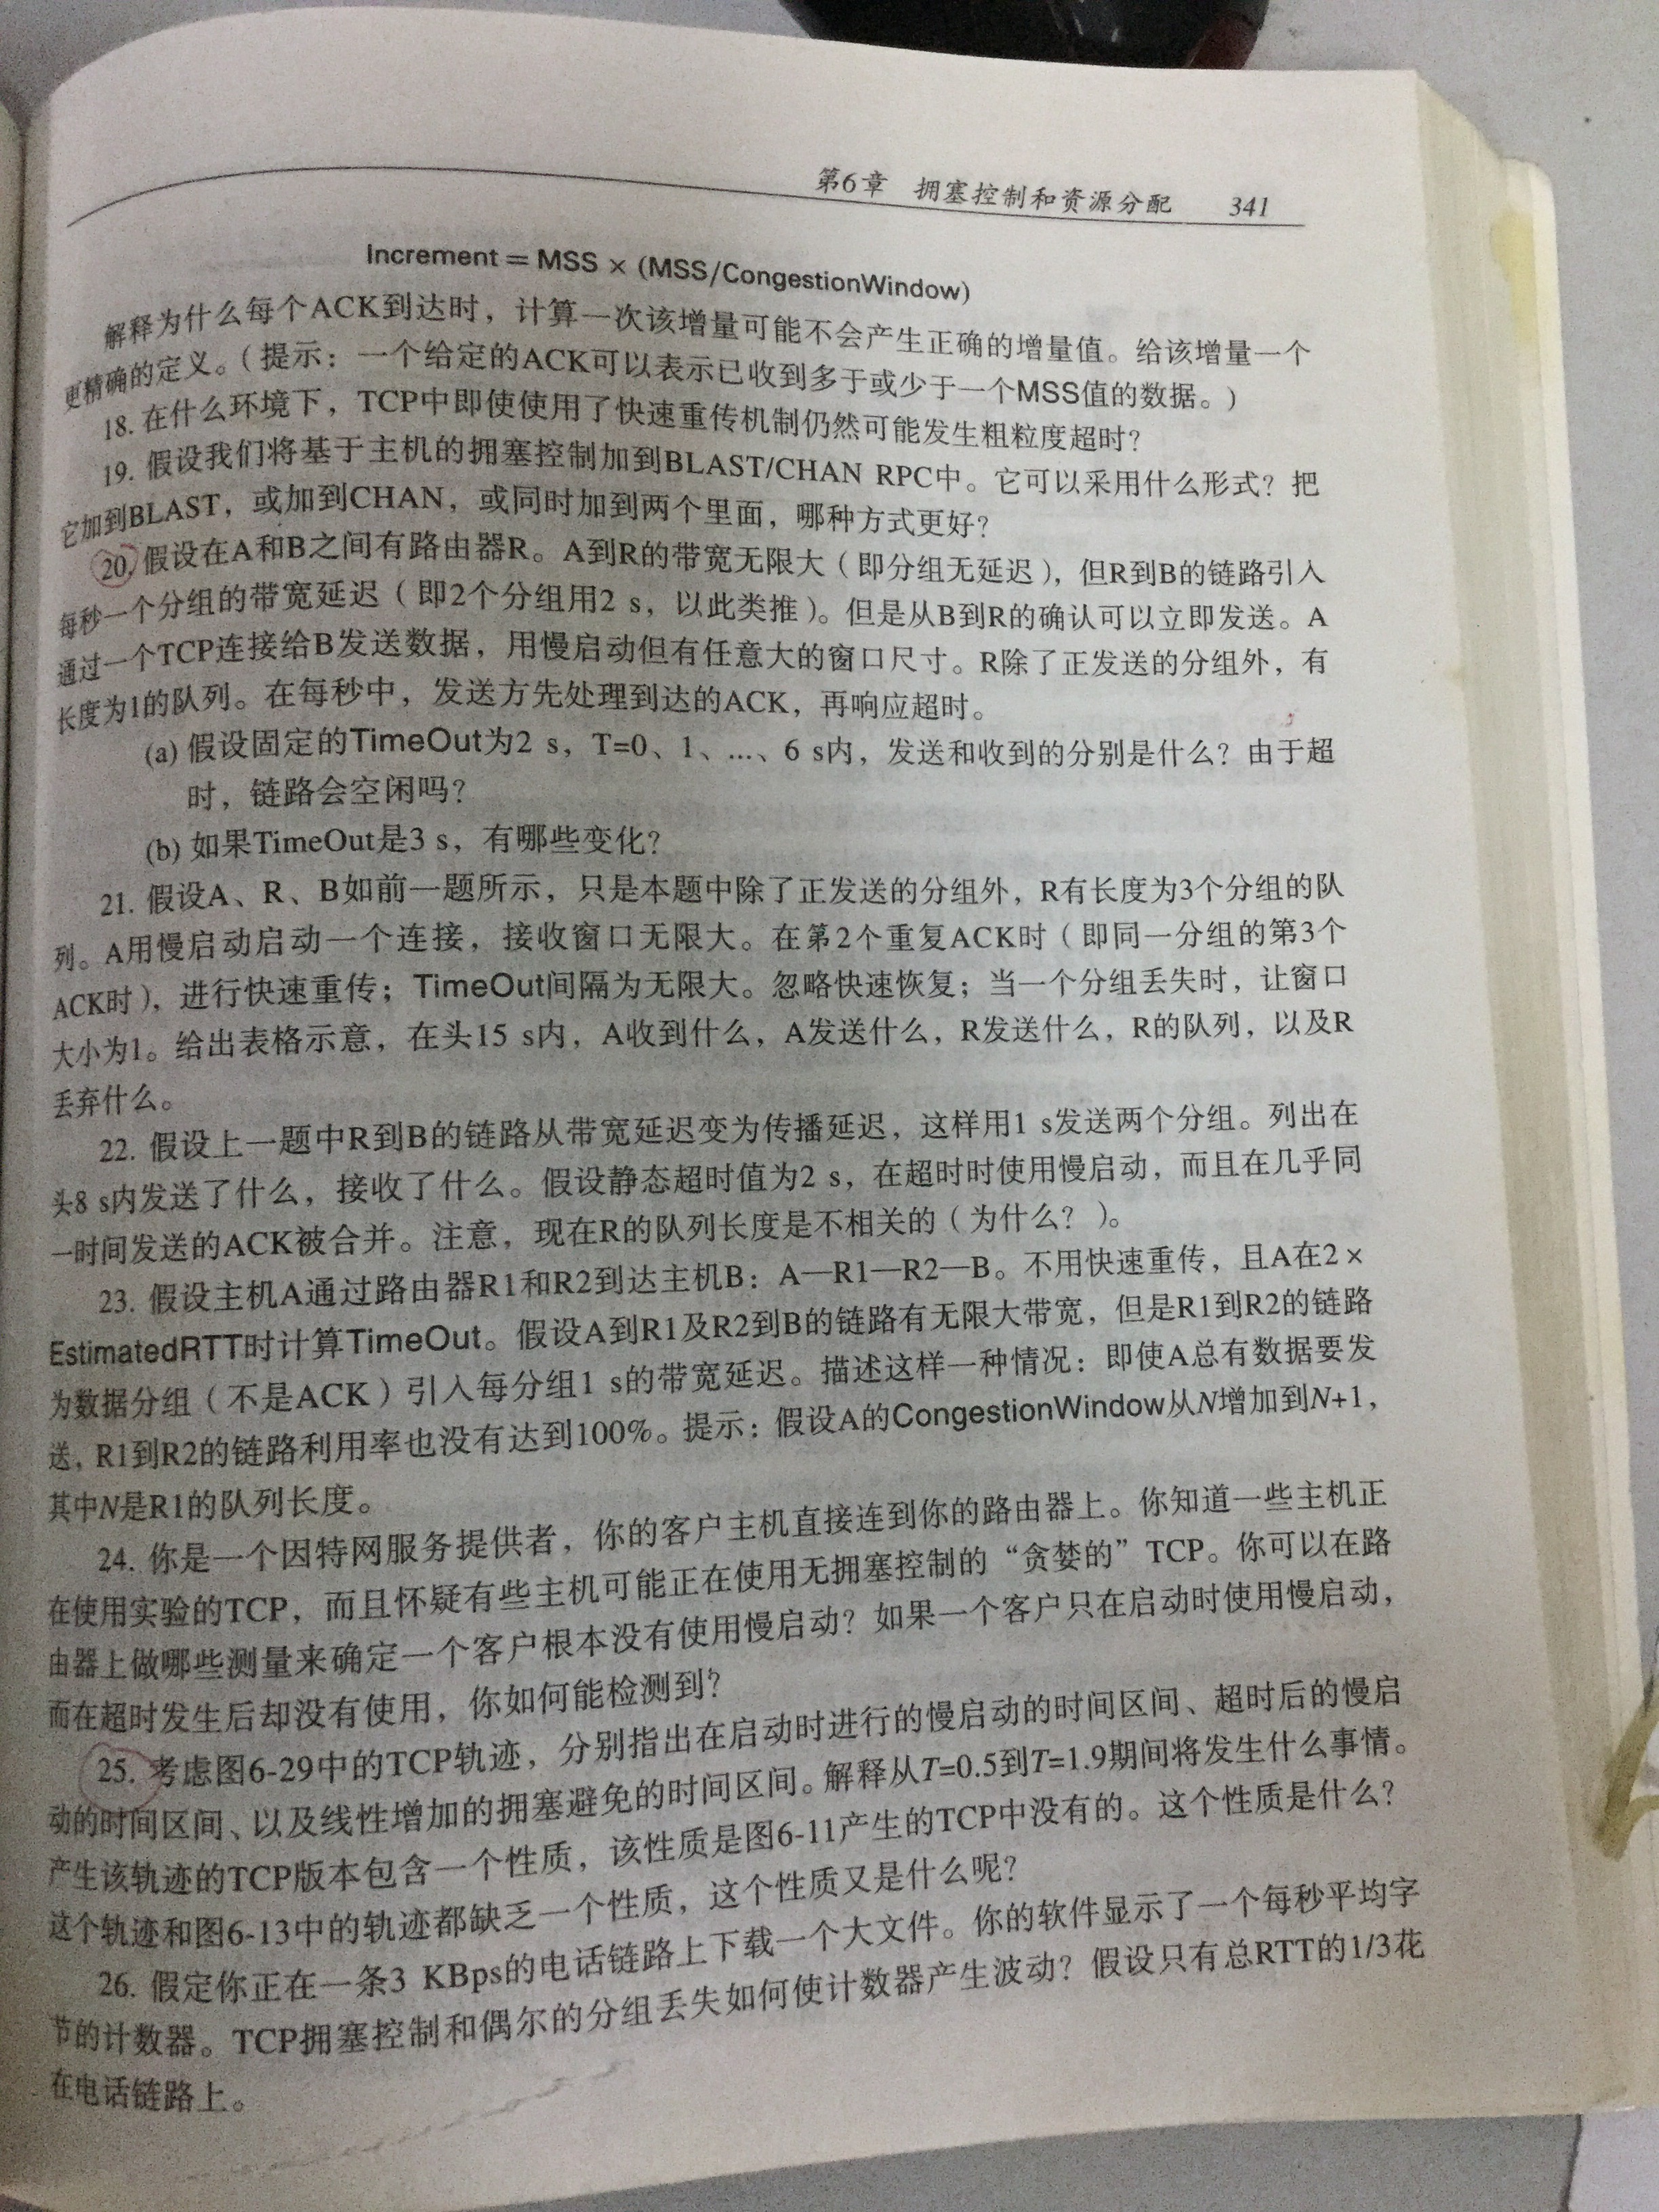 第6章 拥塞控制和资源分配 341
Increment = MSS × (MSS/CongestionWindow)
解释为什么每个ACK到达时，计算一次该增量可能不会产生正确的增量值。给该增量一个
更精确的定义。(提示：一个给定的ACK可以表示已收到多于或少于一个MSS值的数据。)
18. 在什么环境下，TCP中即使使用了快速重传机制仍然可能发生粗粒度超时？
19. 假设我们将基于主机的拥塞控制加到BLAST/CHAN RPC中。它可以采用什么形式？把
它加到BLAST，或加到CHAN，或同时加到两个里面，哪种方式更好？
20. 假设在A和B之间有路由器R。A到R的带宽无限大（即分组无延迟），但R到B的链路引入
每秒一个分组的带宽延迟（即2个分组用2 s，以此类推）。但是从B到R的确认可以立即发送。A
通过一个TCP连接给B发送数据，用慢启动但有任意大的窗口尺寸。R除了正发送的分组外，有
长度为1的队列。在每秒中，发送方先处理到达的ACK，再响应超时。
(a) 假设固定的TimeOut为2 s，T=0、1、...、6 s内，发送和收到的分别是什么？由于超
时，链路会空闲吗？
(b) 如果TimeOut是3 s，有哪些变化？
21. 假设A、R、B如前一题所示，只是本题中除了正发送的分组外，R有长度为3个分组的队
列。A用慢启动启动一个连接，接收窗口无限大。在第2个重复ACK时（即同一分组的第3个
ACK时），进行快速重传；TimeOut间隔为无限大。忽略快速恢复；当一个分组丢失时，让窗口
大小为1。给出表格示意，在头15 s内，A收到什么，A发送什么，R发送什么，R的队列，以及R
丢弃什么。
22. 假设上一题中R到B的链路从带宽延迟变为传播延迟，这样用1 s发送两个分组。列出在
头8 s内发送了什么，接收了什么。假设静态超时值为2 s，在超时时使用慢启动，而且在几乎同
一时间发送的ACK被合并。注意，现在R的队列长度是不相关的（为什么？）。
23. 假设主机A通过路由器R1和R2到达主机B：A—R1—R2—B。不用快速重传，且A在2 ×
EstimatedRTT时计算TimeOut。假设A到R1及R2到B的链路有无限大带宽，但是R1到R2的链路
为数据分组（不是ACK）引入每分组1 s的带宽延迟。描述这样一种情况：即使A总有数据要发
送，R1到R2的链路利用率也没有达到100%。提示：假设A的CongestionWindow从N增加到N+1，
其中N是R1的队列长度。
24. 你是一个因特网服务提供者，你的客户主机直接连到你的路由器上。你知道一些主机正
在使用实验的TCP，而且怀疑有些主机可能正在使用无拥塞控制的“贪婪的”TCP。你可以在路
由器上做哪些测量来确定一个客户根本没有使用慢启动？如果一个客户只在启动时使用慢启动，
而在超时发生后却没有使用，你如何能检测到？
25. 考虑图6-29中的TCP轨迹，分别指出在启动时进行的慢启动的时间区间、超时后的慢启
动的时间区间、以及线性增加的拥塞避免的时间区间。解释从T=0.5到T=1.9期间将发生什么事情。
产生该轨迹的TCP版本包含一个性质，该性质是图6-11产生的TCP中没有的。这个性质是什么？
这个轨迹和图6-13中的轨迹都缺乏一个性质，这个性质又是什么呢？
26. 假定你正在一条3 KBps的电话链路上下载一个大文件。你的软件显示了一个每秒平均字
节的计数器。TCP拥塞控制和偶尔的分组丢失如何使计数器产生波动？假设只有总RTT的1/3花
在电话链路上。